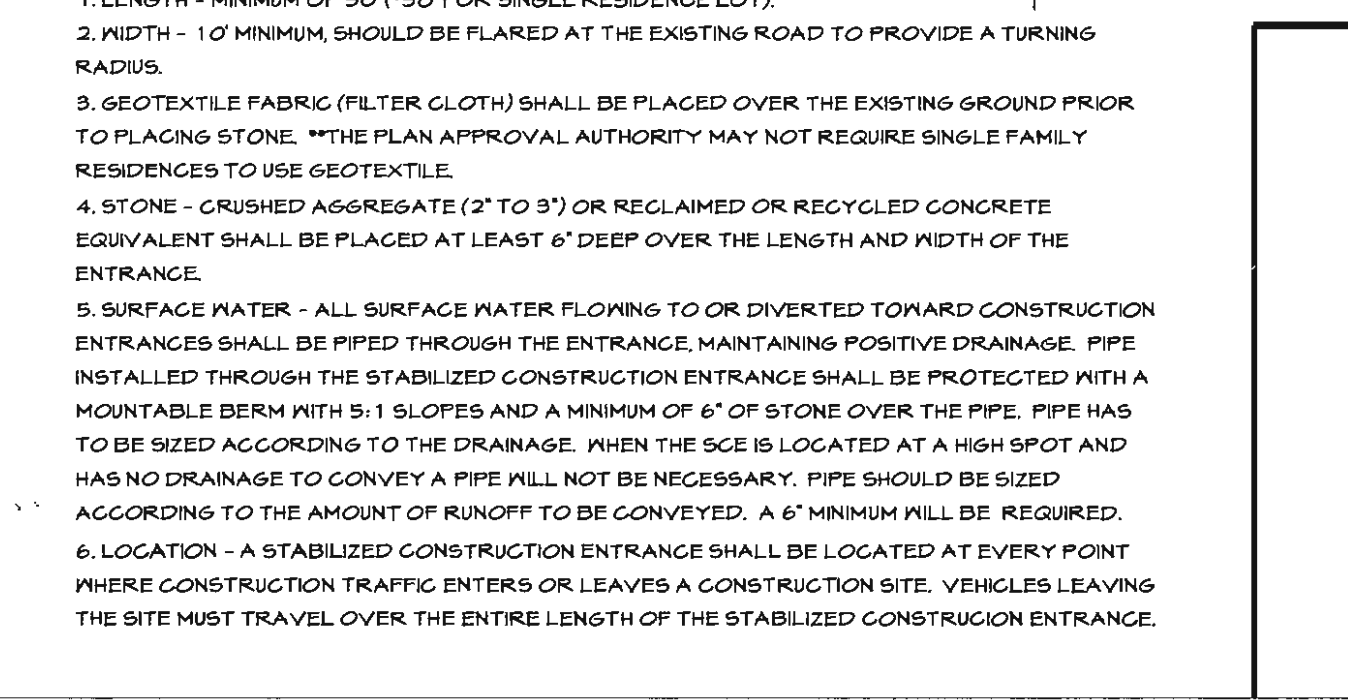 1. LENGTH - MINIMUM OF 50' (*30' FOR SINGLE RESIDENCE LOT).
2. WIDTH - 10' MINIMUM, SHOULD BE FLARED AT THE EXISTING ROAD TO PROVIDE A TURNING
RADIUS.
3. GEOTEXTILE FABRIC (FILTER CLOTH) SHALL BE PLACED OVER THE EXISTING GROUND PRIOR
TO PLACING STONE. **THE PLAN APPROVAL AUTHORITY MAY NOT REQUIRE SINGLE FAMILY
RESIDENCES TO USE GEOTEXTILE.
4. STONE - CRUSHED AGGREGATE (2" TO 3") OR RECLAIMED OR RECYCLED CONCRETE
EQUIVALENT SHALL BE PLACED AT LEAST 6" DEEP OVER THE LENGTH AND WIDTH OF THE
ENTRANCE.
5. SURFACE WATER - ALL SURFACE WATER FLOWING TO OR DIVERTED TOWARD CONSTRUCTION
ENTRANCES SHALL BE PIPED THROUGH THE ENTRANCE, MAINTAINING POSITIVE DRAINAGE. PIPE
INSTALLED THROUGH THE STABILIZED CONSTRUCTION ENTRANCE SHALL BE PROTECTED WITH A
MOUNTABLE BERM WITH 5:1 SLOPES AND A MINIMUM OF 6" OF STONE OVER THE PIPE. PIPE HAS
TO BE SIZED ACCORDING TO THE DRAINAGE. WHEN THE SCE IS LOCATED AT A HIGH SPOT AND
HAS NO DRAINAGE TO CONVEY A PIPE WILL NOT BE NECESSARY. PIPE SHOULD BE SIZED
ACCORDING TO THE AMOUNT OF RUNOFF TO BE CONVEYED. A 6" MINIMUM WILL BE REQUIRED.
6. LOCATION - A STABILIZED CONSTRUCTION ENTRANCE SHALL BE LOCATED AT EVERY POINT
WHERE CONSTRUCTION TRAFFIC ENTERS OR LEAVES A CONSTRUCTION SITE. VEHICLES LEAVING
THE SITE MUST TRAVEL OVER THE ENTIRE LENGTH OF THE STABILIZED CONSTRUCION ENTRANCE.